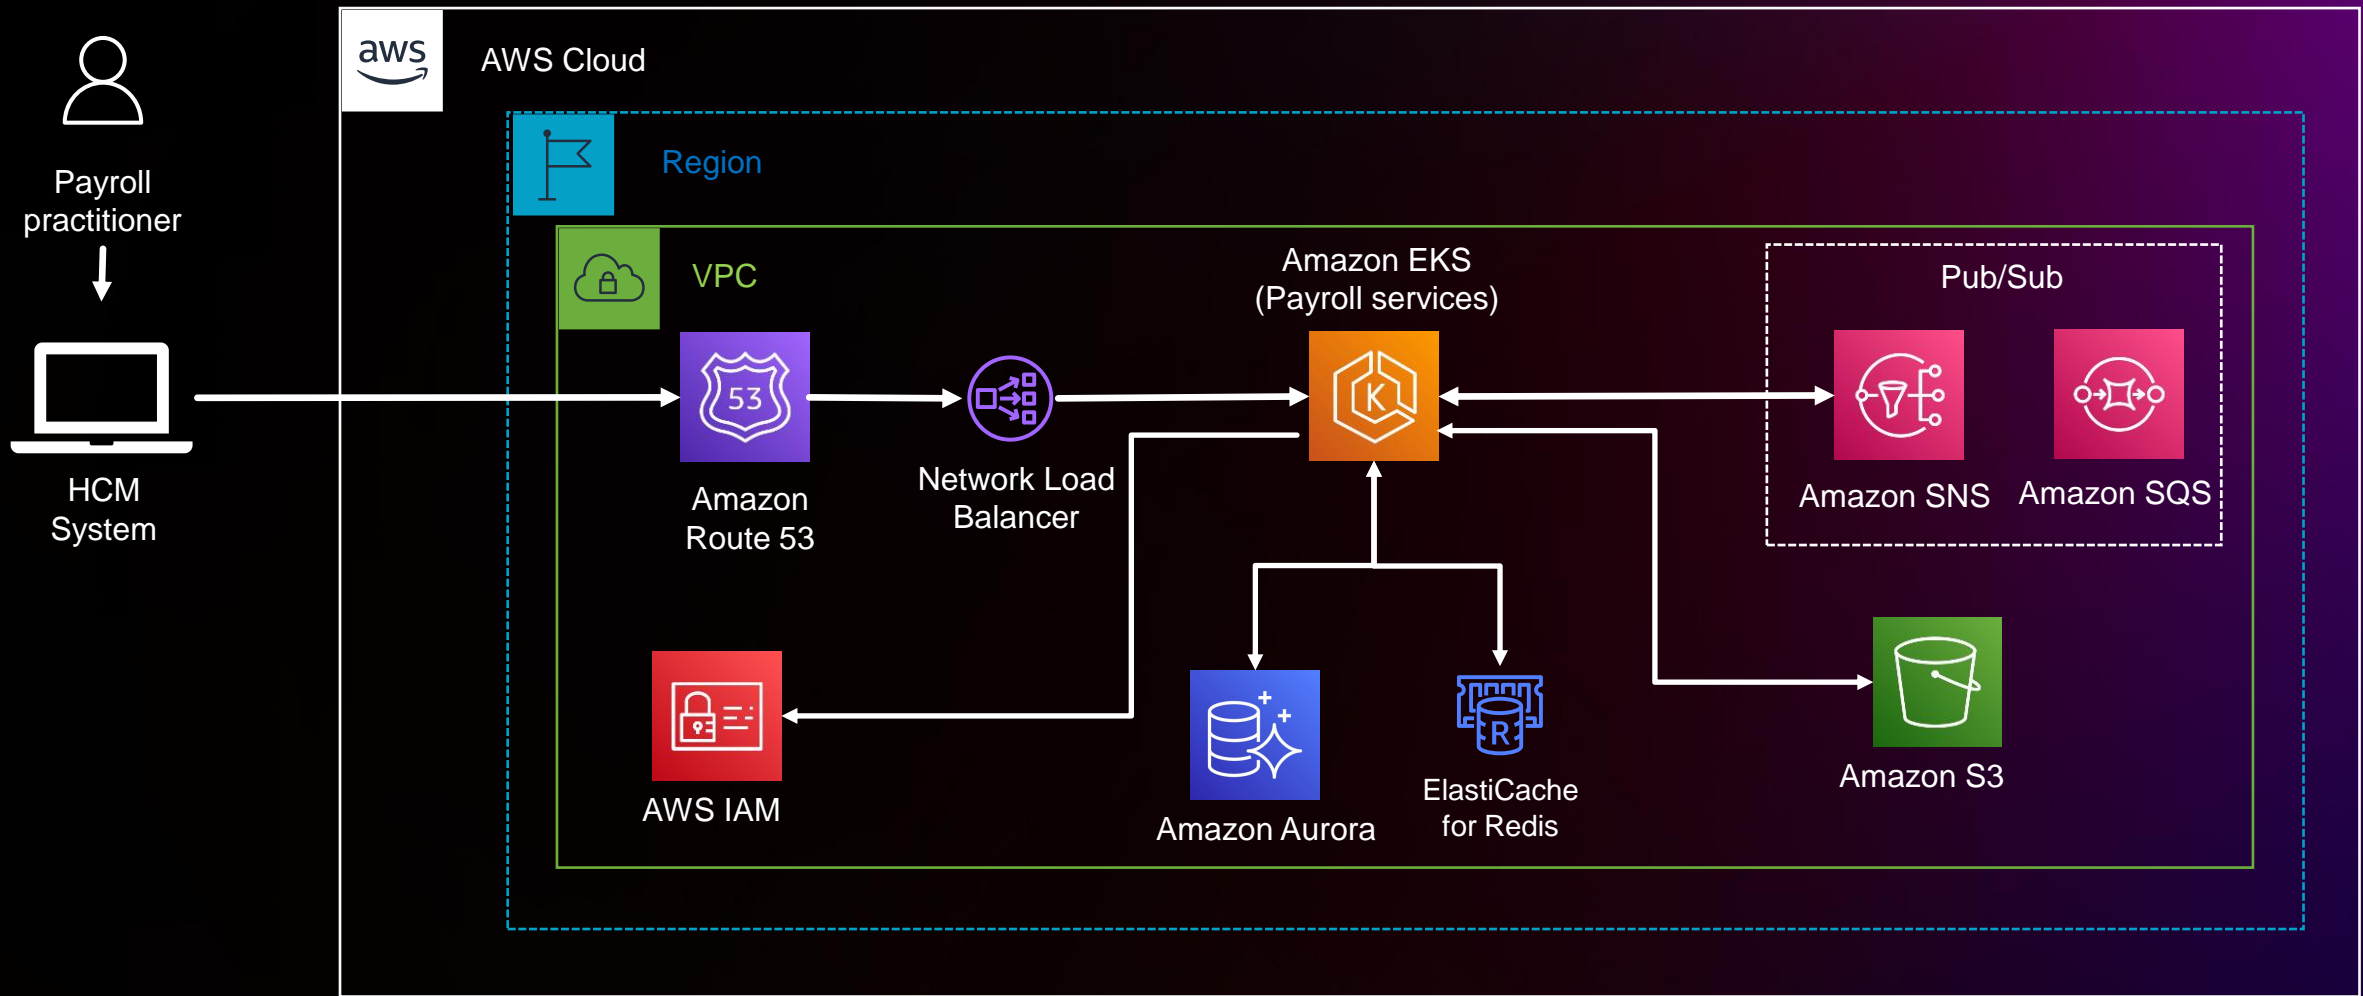 aws
AWS Cloud
Payroll
practitioner
HCM
System
Region
VPC
53
Amazon
Route 53
Network Load
Balancer
Amazon EKS
(Payroll services)
K
Pub/Sub
Amazon SNS
Amazon SQS
AWS IAM
Amazon Aurora
R
ElastiCache
for Redis
Amazon S3